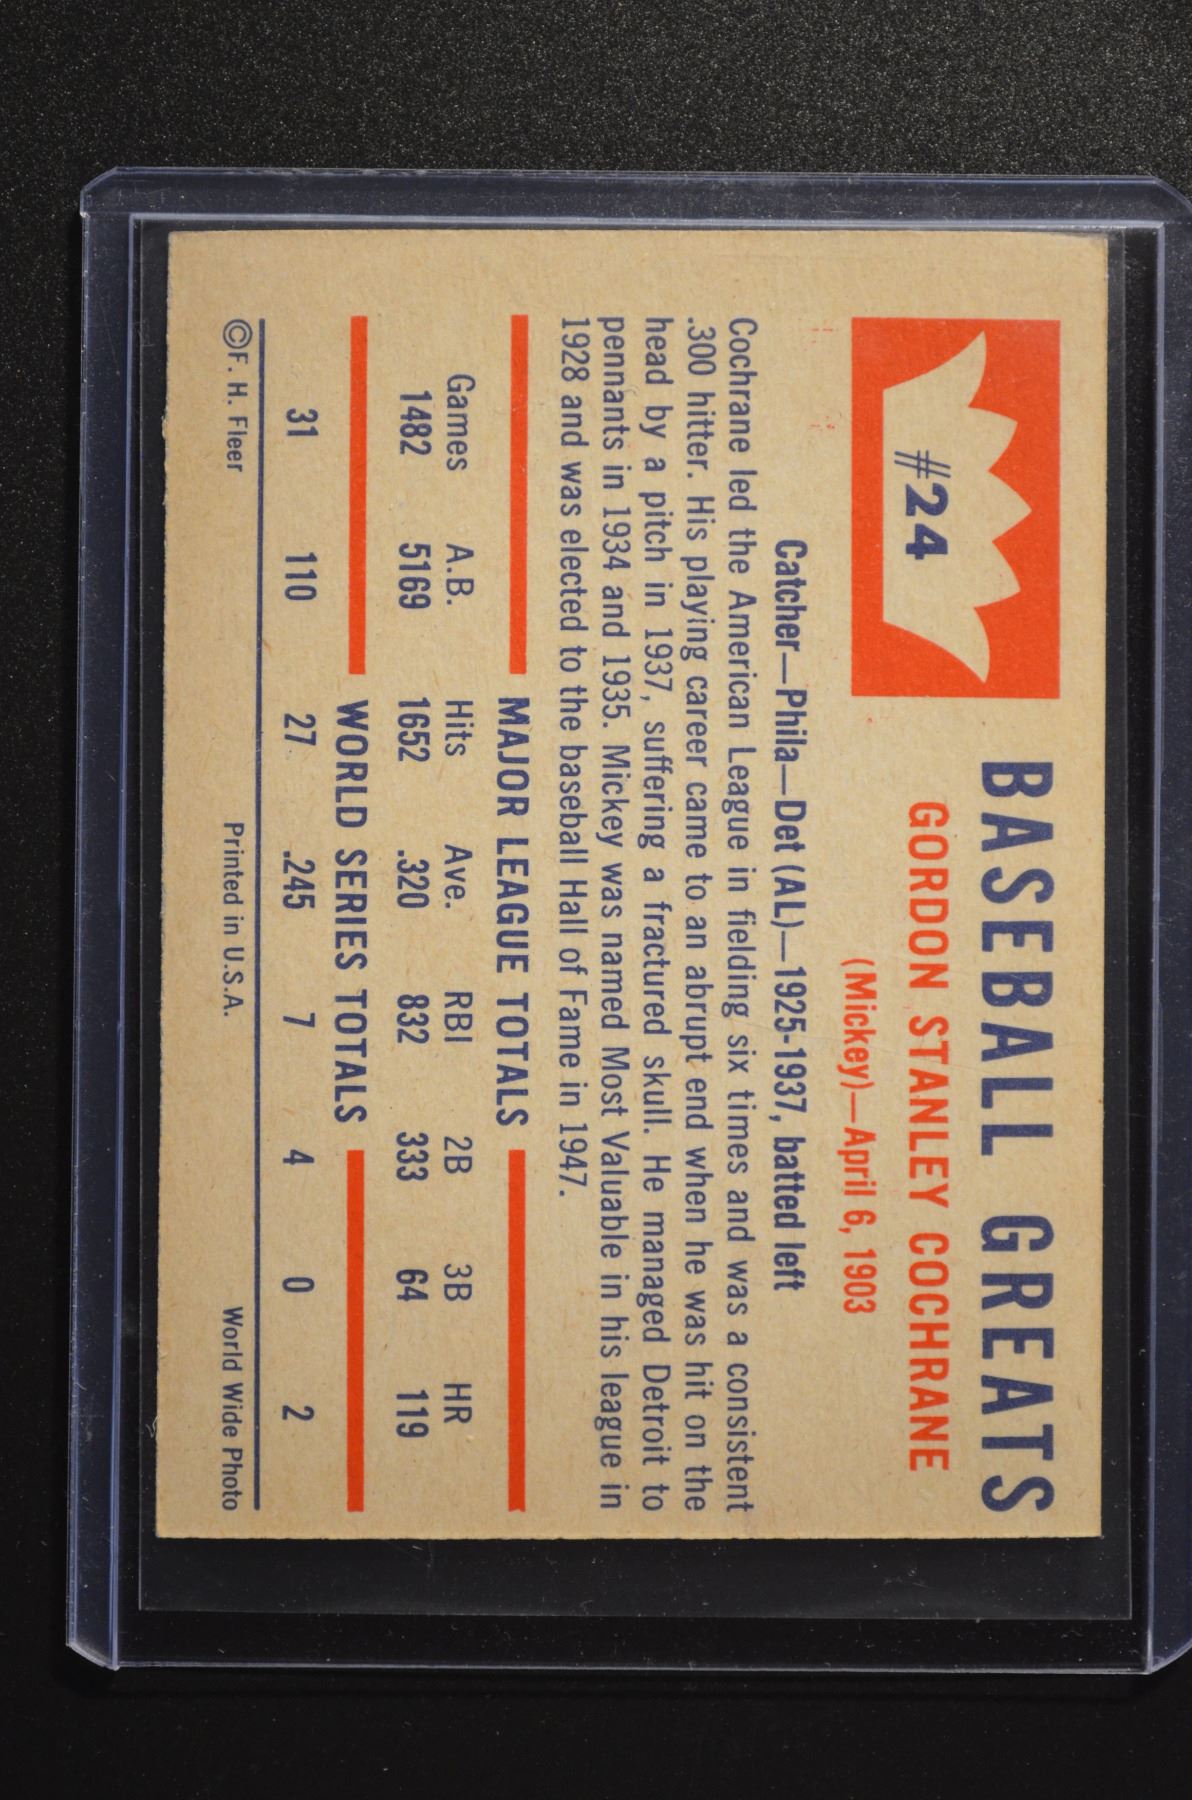 #24
BASEBALL GREATS
GORDON STANLEY COCHRANE
(Mickey)—April 6, 1903
Catcher—Phila—Det (AL)—1925-1937, batted left
Cochrane led the American League in fielding six times and was a consistent
.300 hitter. His playing career came to an abrupt end when he was hit on the
head by a pitch in 1937, suffering a fractured skull. He managed Detroit to
pennants in 1934 and 1935. Mickey was named Most Valuable in his league in
1928 and was elected to the baseball Hall of Fame in 1947.
MAJOR LEAGUE TOTALS
Games A.B. Hits Ave. RBI 2B 3B HR
1482 5169 1652 .320 832 333 64 119
WORLD SERIES TOTALS
31 110 27 .245 7 4 0 2
©F. H. Fleer Printed in U.S.A. World Wide Photo